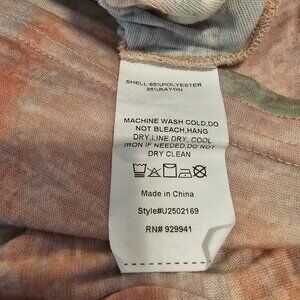 SHELL:65%POLYESTER
35%RAYON
MACHINE WASH COLD,DO
NOT BLEACH,HANG
DRY,LINE DRY, COOL
IRON IF NEEDED,DO NOT
DRY CLEAN
Made in China
Style#U2502169
RN# 929941